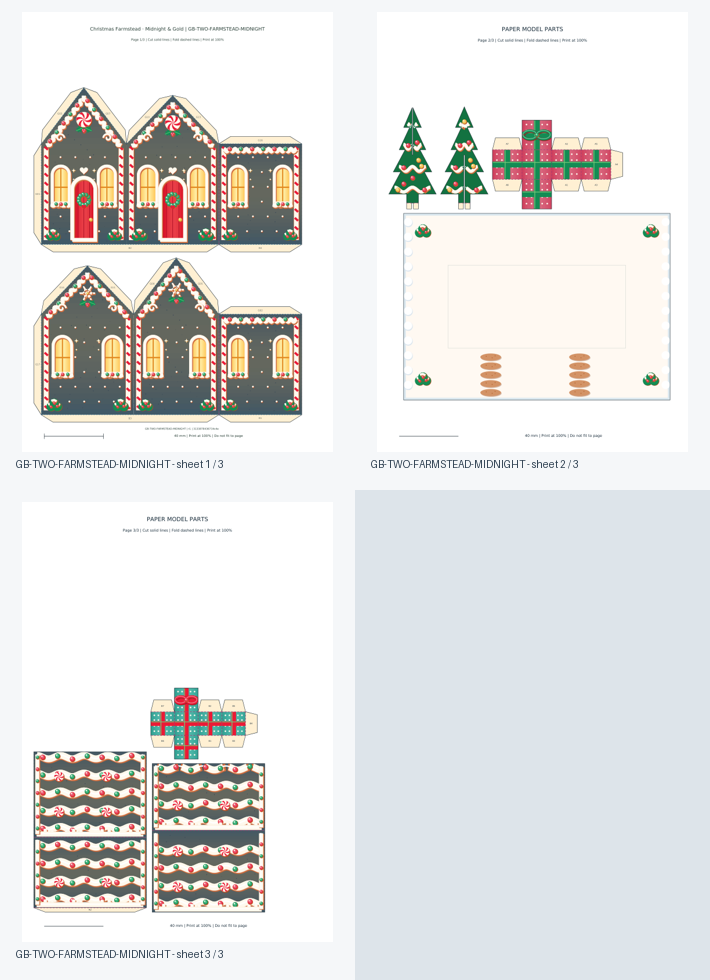 Christmas Farmstead · Midnight & Gold | GB-TWO-FARMSTEAD-MIDNIGHT
Page 1/3 | Cut solid lines | Fold dashed lines | Print at 100%
40 mm | Print at 100% | Do not fit to page
GB-TWO-FARMSTEAD-MIDNIGHT - sheet 1 / 3
PAPER MODEL PARTS
Page 2/3 | Cut solid lines | Fold dashed lines | Print at 100%
40 mm | Print at 100% | Do not fit to page
GB-TWO-FARMSTEAD-MIDNIGHT - sheet 2 / 3
PAPER MODEL PARTS
Page 3/3 | Cut solid lines | Fold dashed lines | Print at 100%
40 mm | Print at 100% | Do not fit to page
GB-TWO-FARMSTEAD-MIDNIGHT - sheet 3 / 3